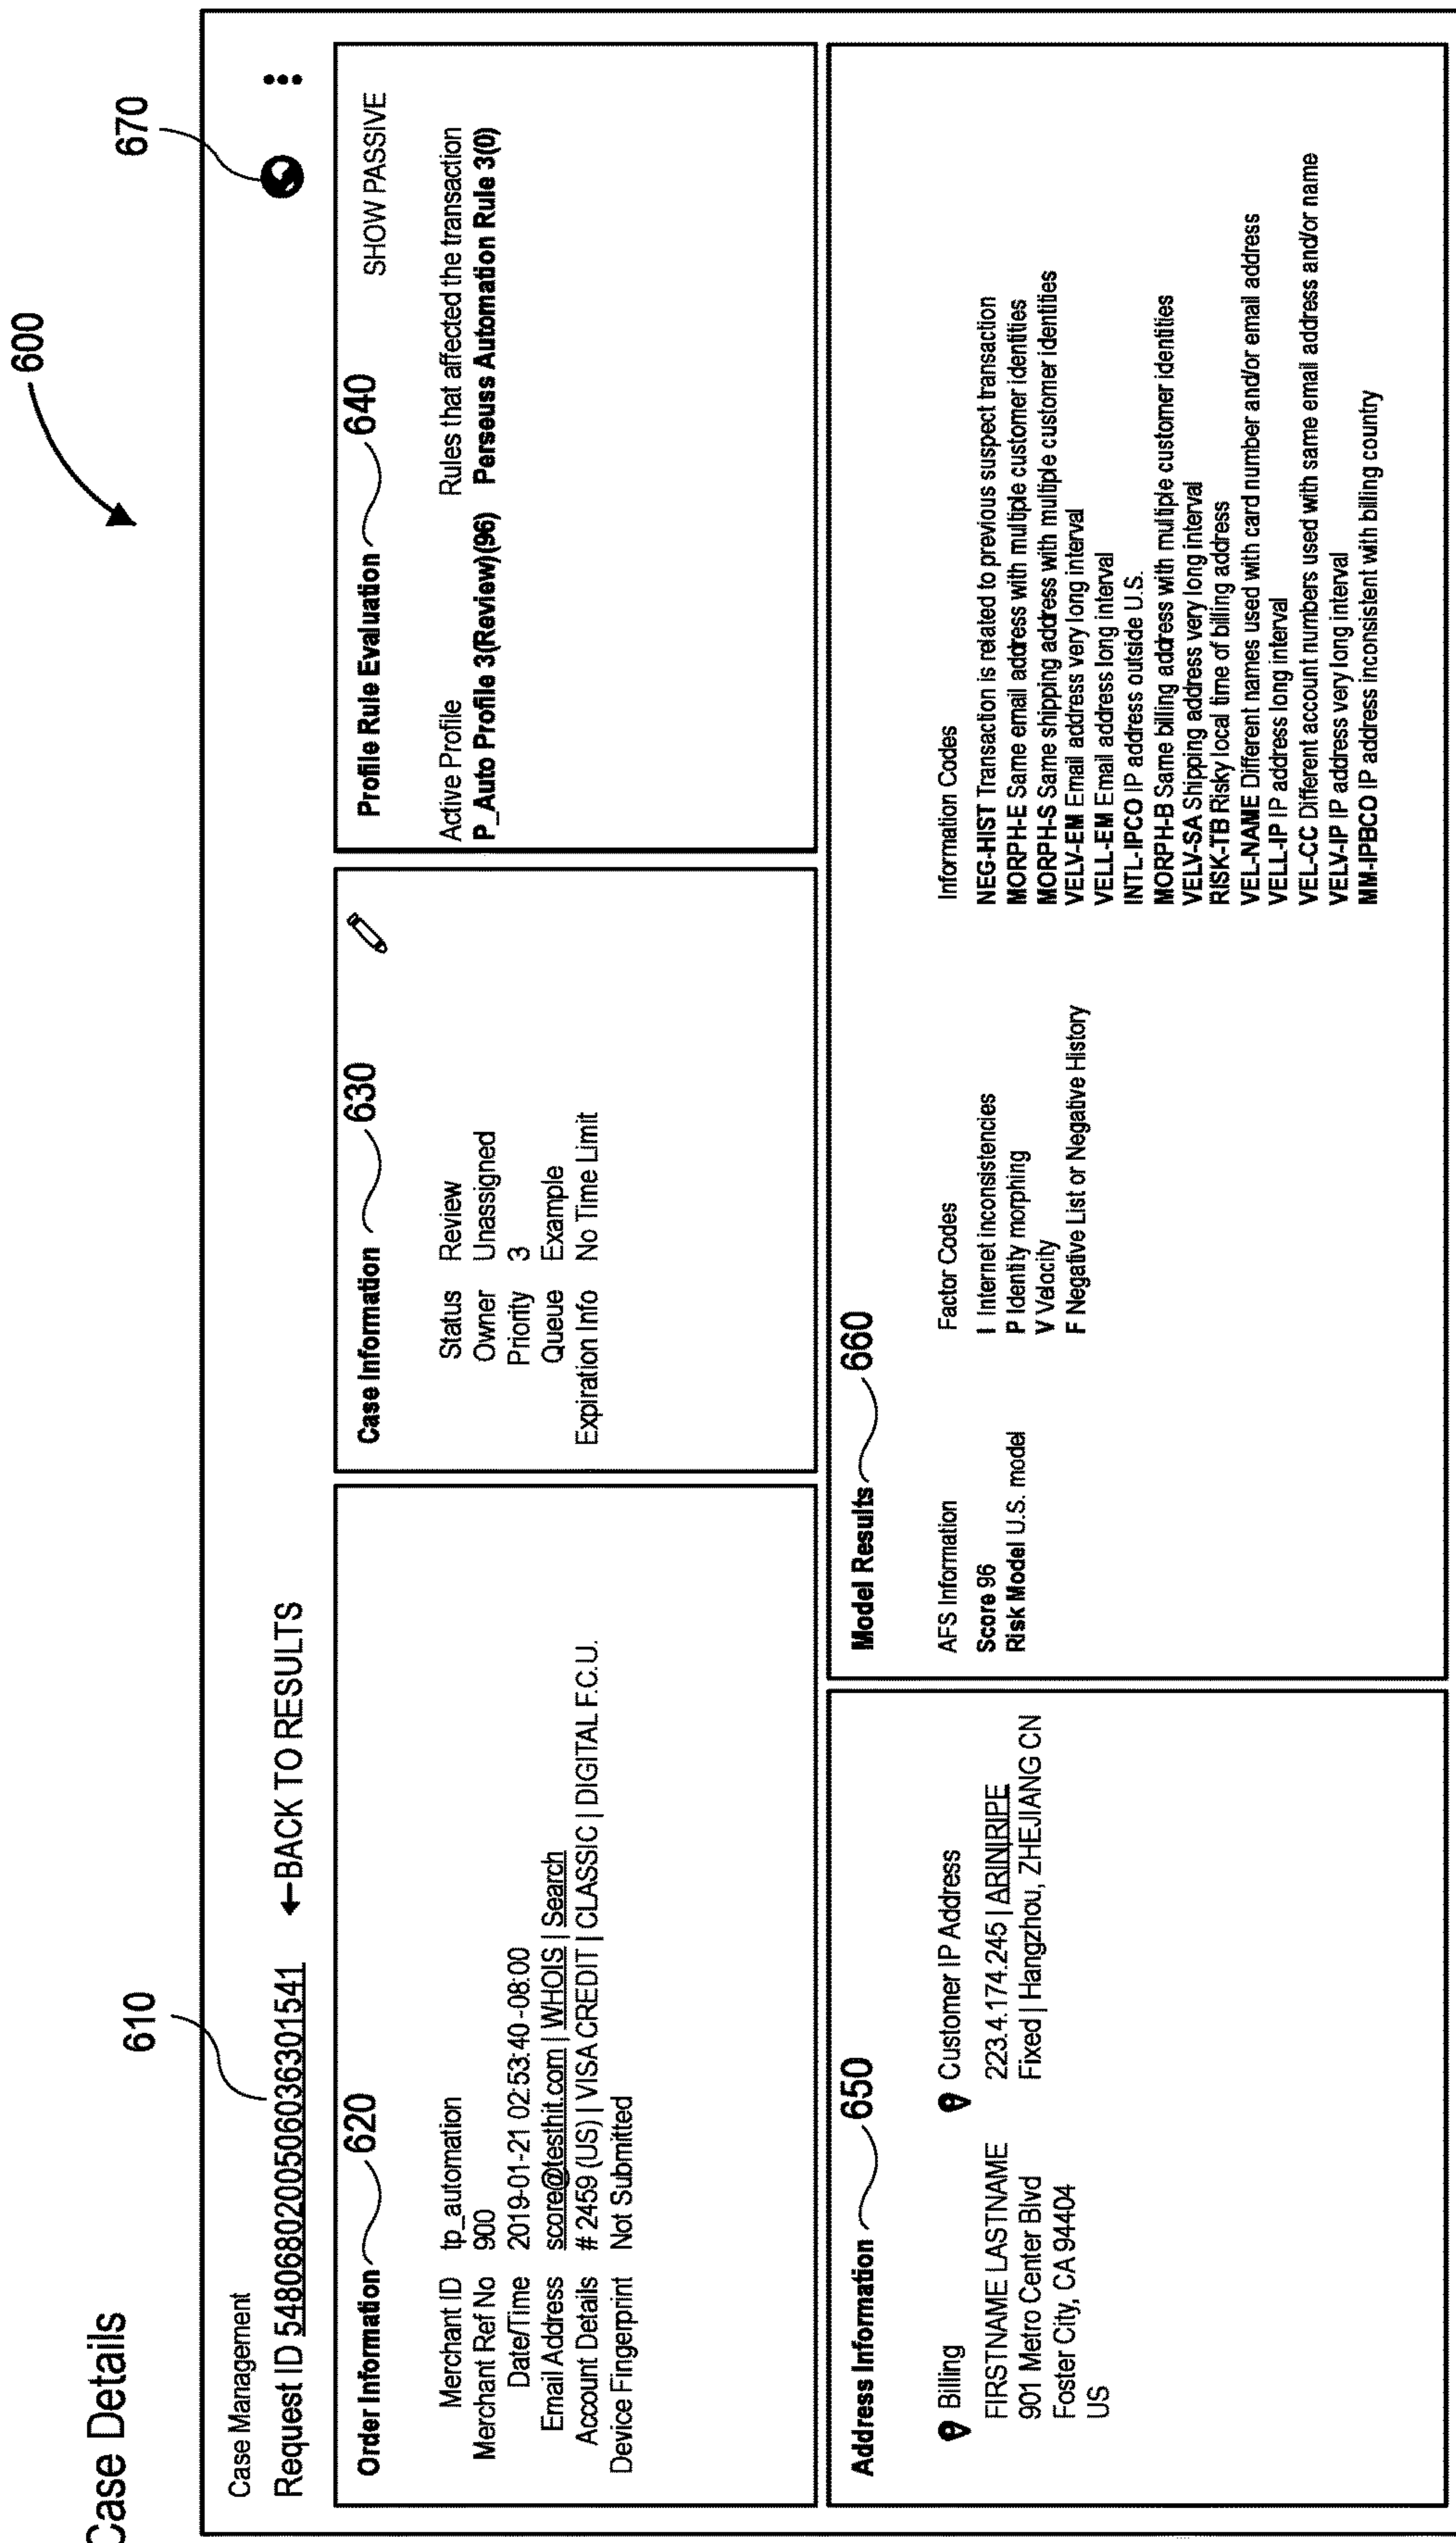 Case Details
600
610
670
Case Management
Request ID 5480680200506036301541 ←BACK TO RESULTS
Order Information 620
Merchant ID tp_automation
Merchant Ref No 900
Date/Time 2019-01-21 02:53:40 -08:00
Email Address score@testhit.com | WHOIS | Search
Account Details # 2459 (US) | VISA CREDIT | CLASSIC | DIGITAL F.C.U.
Device Fingerprint Not Submitted
Case Information 630
Status Review
Owner Unassigned
Priority 3
Queue Example
Expiration Info No Time Limit
Profile Rule Evaluation 640
SHOW PASSIVE
Active Profile Rules that affected the transaction
P_Auto Profile 3(Review)(96) Perseuss Automation Rule 3(0)
Address Information 650
Billing
FIRSTNAME LASTNAME
901 Metro Center Blvd
Foster City, CA 94404
US
Customer IP Address
223.4.174.245 | ARIN|RIPE
Fixed | Hangzhou, ZHEJIANG CN
Model Results 660
AFS Information
Score 96
Risk Model U.S. model
Factor Codes
I Internet inconsistencies
P Identity morphing
V Velocity
F Negative List or Negative History
Information Codes
NEG-HIST Transaction is related to previous suspect transaction
MORPH-E Same email address with multiple customer identities
MORPH-S Same shipping address with multiple customer identities
VELV-EM Email address very long interval
VELL-EM Email address long interval
INTL-IPCO IP address outside U.S.
MORPH-B Same billing address with multiple customer identities
VELV-SA Shipping address very long interval
RISK-TB Risky local time of billing address
VEL-NAME Different names used with card number and/or email address
VELL-IP IP address long interval
VEL-CC Different account numbers used with same email address and/or name
VELV-IP IP address very long interval
MM-IPBCO IP address inconsistent with billing country